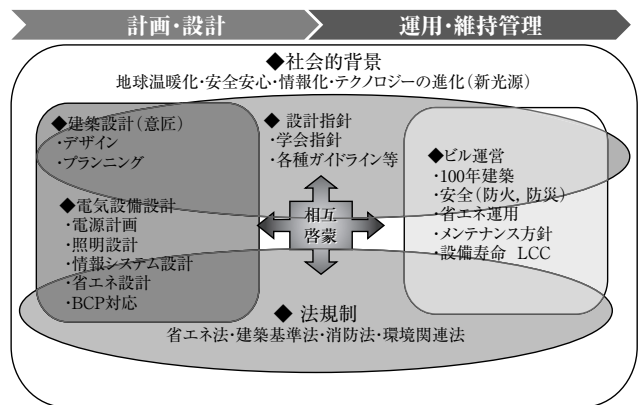 計画・設計
運用・維持管理
◆社会的背景
地球温暖化・安全安心・情報化・テクノロジーの進化(新光源)
◆建築設計(意匠)
・デザイン
・プランニング
◆設計指針
・学会指針
・各種ガイドライン等
◆電気設備設計
・電源計画
・照明設計
・情報システム設計
・省エネ設計
・BCP対応
相互
啓蒙
◆ビル運営
・100年建築
・安全(防火,防災)
・省エネ運用
・メンテナンス方針
・設備寿命 LCC
◆ 法規制
省エネ法・建築基準法・消防法・環境関連法